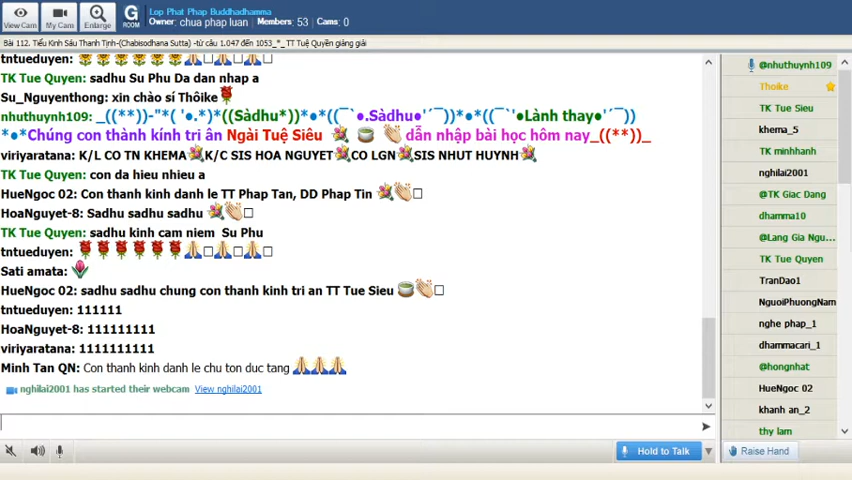 Lop Phat Phap Buddhadhamma
Owner: chua phap luan Members: 53 Cams: 0
View Cam
My Cam
Enlarge
G
ROOM
Bài 112. Tiểu Kinh Sáu Thanh Tịnh-(Chabisodhana Sutta) -từ câu 1.047 đến 1053_*_ TT Tuệ Quyền giảng giải
tntueduyen:
TK Tue Quyen: sadhu Su Phu Da dan nhap a
Su_Nguyenthong: xin chào sí Thôike
nhuthuynh109: _((**)--"*( '●.*)*((Sàdhu*))*●*((¯`●.Sàdhu●'´¯))*●*((¯`'●Lành thay●'´¯))
*●*Chúng con thành kính tri ân Ngài Tuệ Siêu dẫn nhập bài học hôm nay_((**))_
viriyaratana: K/L CO TN KHEMA K/C SIS HOA NGUYET CO LGN SIS NHUT HUYNH
TK Tue Quyen: con da hieu nhieu a
HueNgoc 02: Con thanh kinh danh le TT Phap Tan, DD Phap Tin
HoaNguyet-8: Sadhu sadhu sadhu
TK Tue Quyen: sadhu kinh cam niem Su Phu
tntueduyen:
Sati amata:
HueNgoc 02: sadhu sadhu chung con thanh kinh tri an TT Tue Sieu
tntueduyen: 111111
HoaNguyet-8: 111111111
viriyaratana: 1111111111
Minh Tan QN: Con thanh kinh danh le chu ton duc tang
nghilai2001 has started their webcam View nghilai2001
Hold to Talk
@nhuthuynh109
Thoike
TK Tue Sieu
khema_5
TK minhhanh
nghilai2001
@TK Giac Dang
dhamma10
@Lang Gia Ngu...
TK Tue Quyen
TranDao1
NguoiPhuongNam
nghe phap_1
dhammacari_1
@hongnhat
HueNgoc 02
khanh an_2
thy lam
Raise Hand